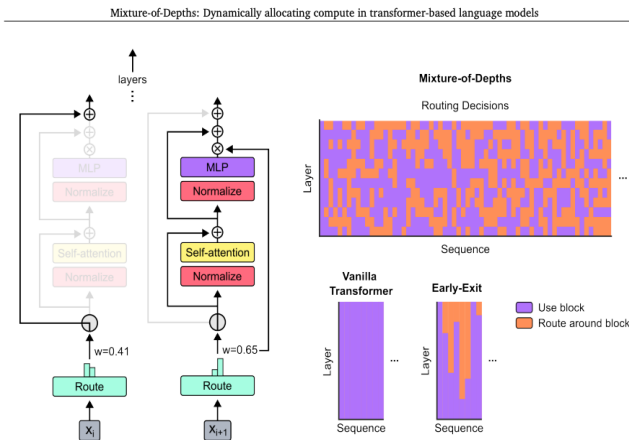 Mixture-of-Depths: Dynamically allocating compute in transformer-based language models
layers
...
MLP
Normalize
Self-attention
Normalize
w=0.41
Route
Xi
MLP
Normalize
Self-attention
Normalize
w=0.65
Route
Xi+1
Mixture-of-Depths
Routing Decisions
Layer
...
Sequence
Vanilla
Transformer
Layer
...
Sequence
Early-Exit
Layer
...
Sequence
Use block
Route around block